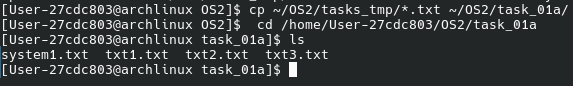 [User-27cdc803@archlinux OS2]$ cp ~/OS2/tasks_tmp/*.txt ~/OS2/task_01a/
[User-27cdc803@archlinux OS2]$  cd /home/User-27cdc803/OS2/task_01a
[User-27cdc803@archlinux task_01a]$ ls
system1.txt  txt1.txt  txt2.txt  txt3.txt
[User-27cdc803@archlinux task_01a]$